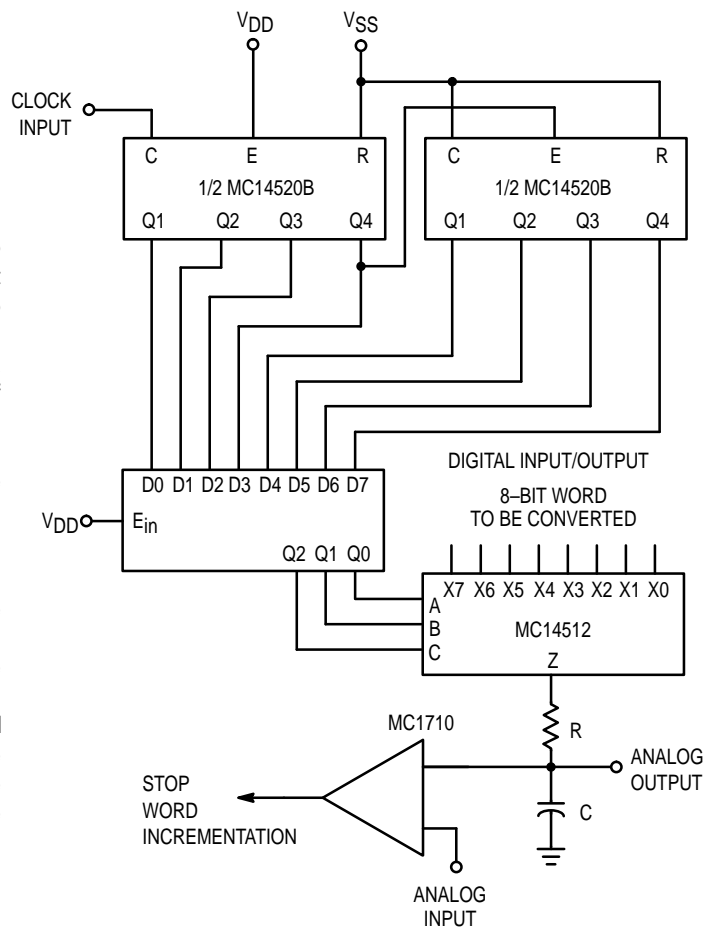 VDD
VSS
CLOCK
INPUT
C E R
1/2 MC14520B
Q1 Q2 Q3 Q4
C E R
1/2 MC14520B
Q1 Q2 Q3 Q4
D0 D1 D2 D3 D4 D5 D6 D7
VDD
Ein
Q2 Q1 Q0
DIGITAL INPUT/OUTPUT
8–BIT WORD
TO BE CONVERTED
X7 X6 X5 X4 X3 X2 X1 X0
A
B
C
MC14512
Z
R
MC1710
ANALOG
OUTPUT
C
STOP
WORD
INCREMENTATION
ANALOG
INPUT